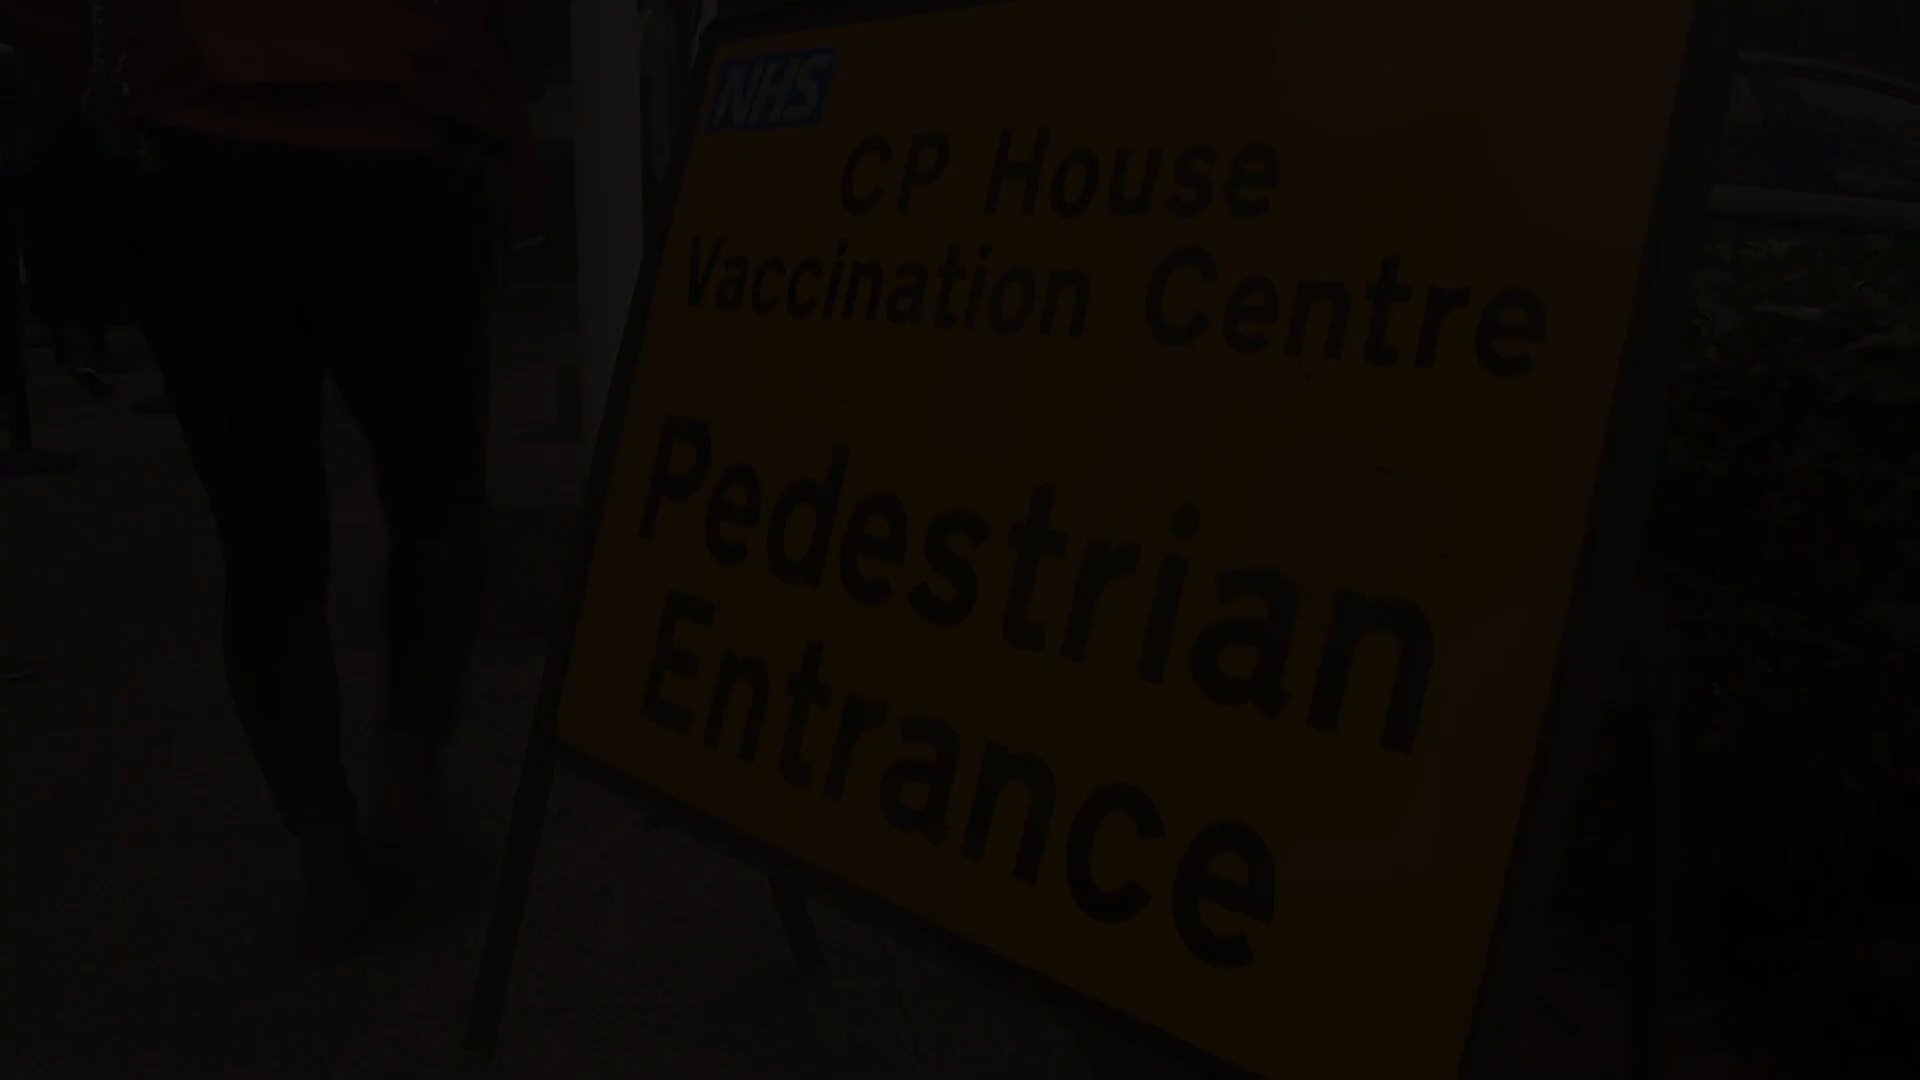 NHS
CP House
Vaccination Centre
Pedestrian
Entrance